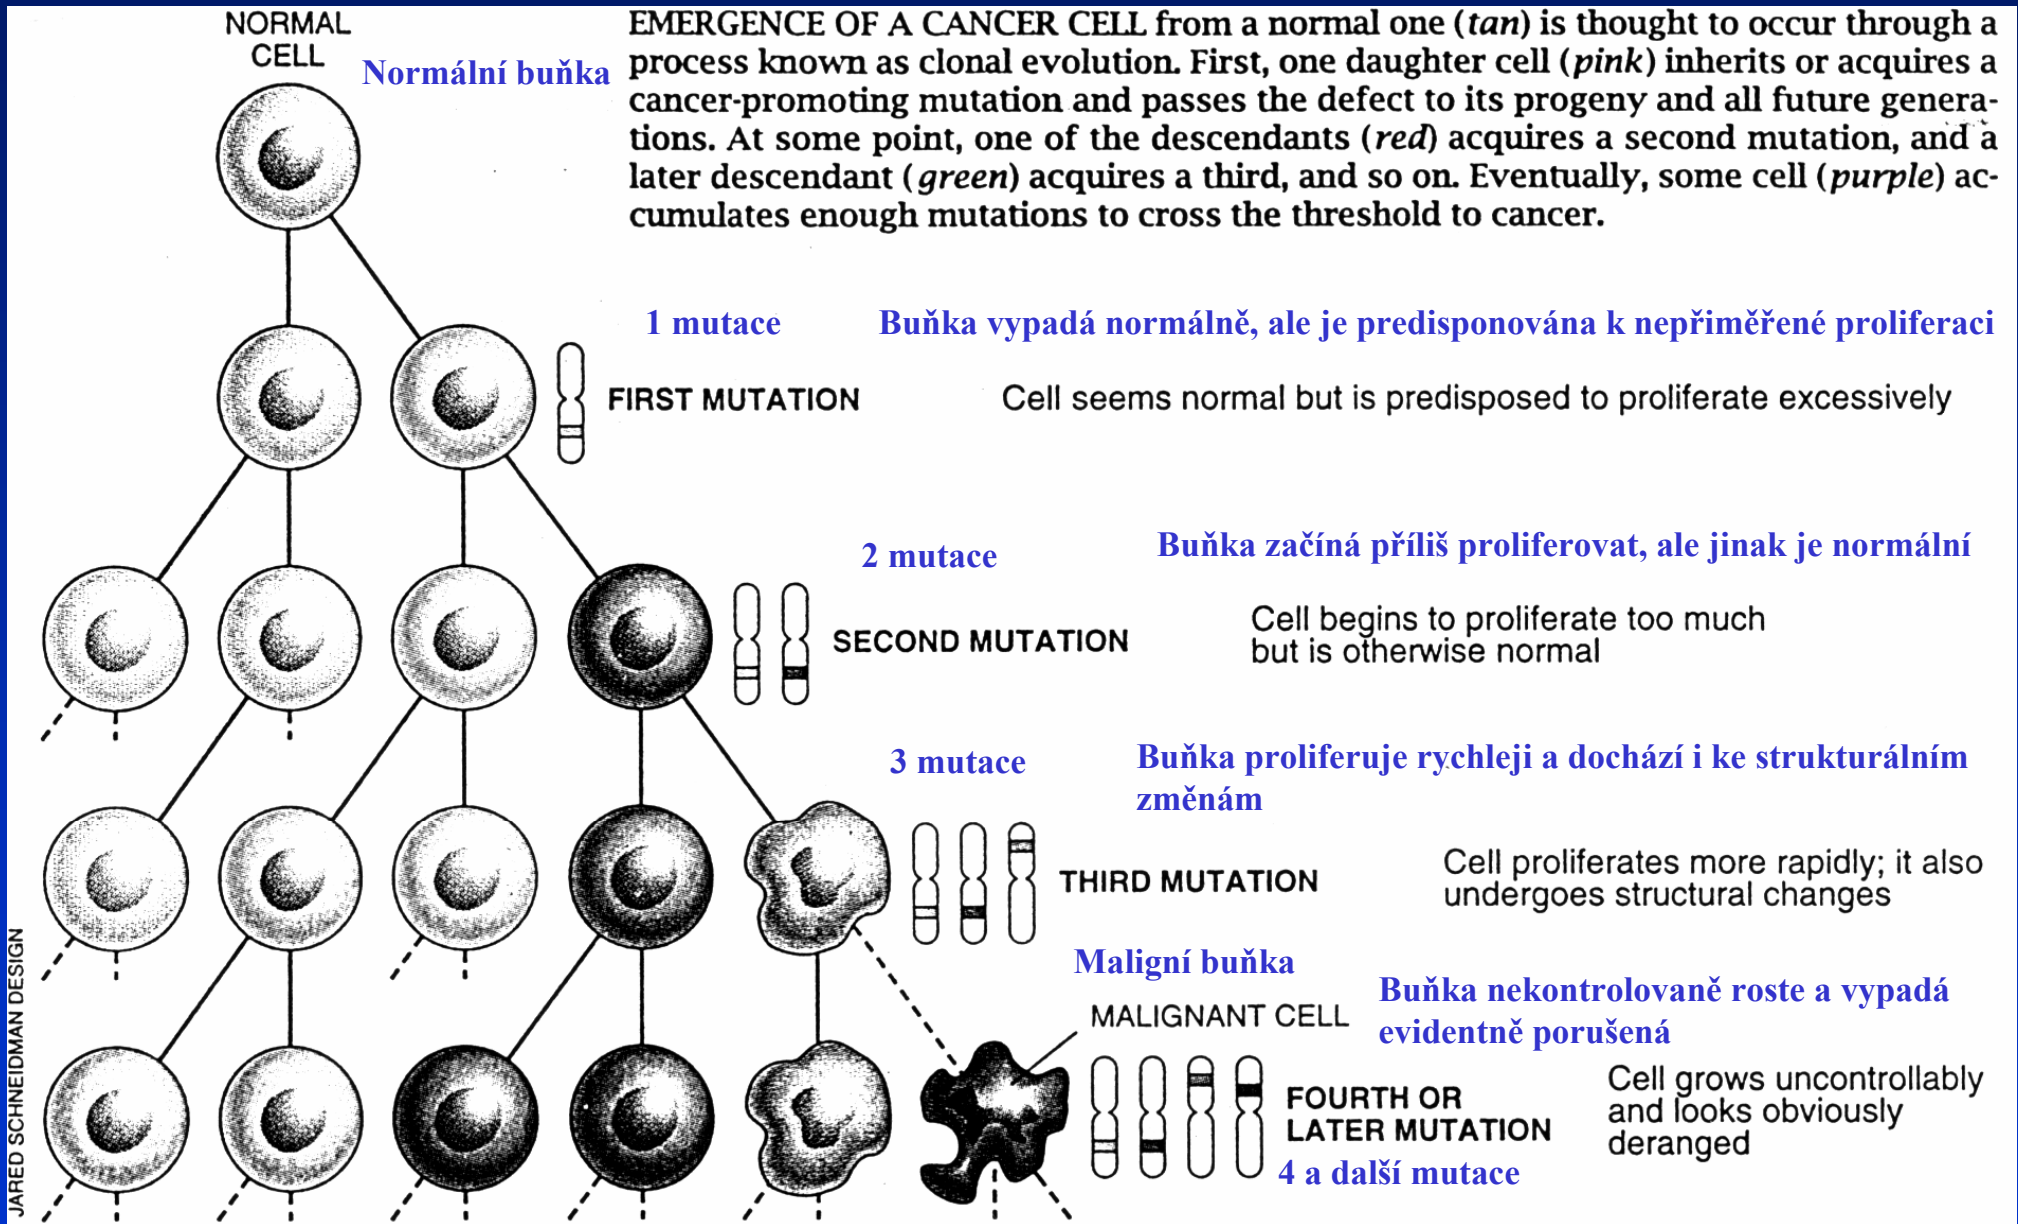 NORMAL
CELL
Normální buňka
EMERGENCE OF A CANCER CELL from a normal one (tan) is thought to occur through a
process known as clonal evolution. First, one daughter cell (pink) inherits or acquires a
cancer-promoting mutation and passes the defect to its progeny and all future genera-
tions. At some point, one of the descendants (red) acquires a second mutation, and a
later descendant (green) acquires a third, and so on. Eventually, some cell (purple) ac-
cumulates enough mutations to cross the threshold to cancer.
1 mutace
Buňka vypadá normálně, ale je predisponována k nepřiměřené proliferaci
FIRST MUTATION
Cell seems normal but is predisposed to proliferate excessively
2 mutace
Buňka začíná příliš proliferovat, ale jinak je normální
SECOND MUTATION
Cell begins to proliferate too much
but is otherwise normal
3 mutace
Buňka proliferuje rychleji a dochází i ke strukturálním
změnám
THIRD MUTATION
Cell proliferates more rapidly; it also
undergoes structural changes
Maligní buňka
MALIGNANT CELL
Buňka nekontrolovaně roste a vypadá
evidentně porušená
FOURTH OR
LATER MUTATION
4 a další mutace
Cell grows uncontrollably
and looks obviously
deranged
JARED SCHNEIDMAN DESIGN